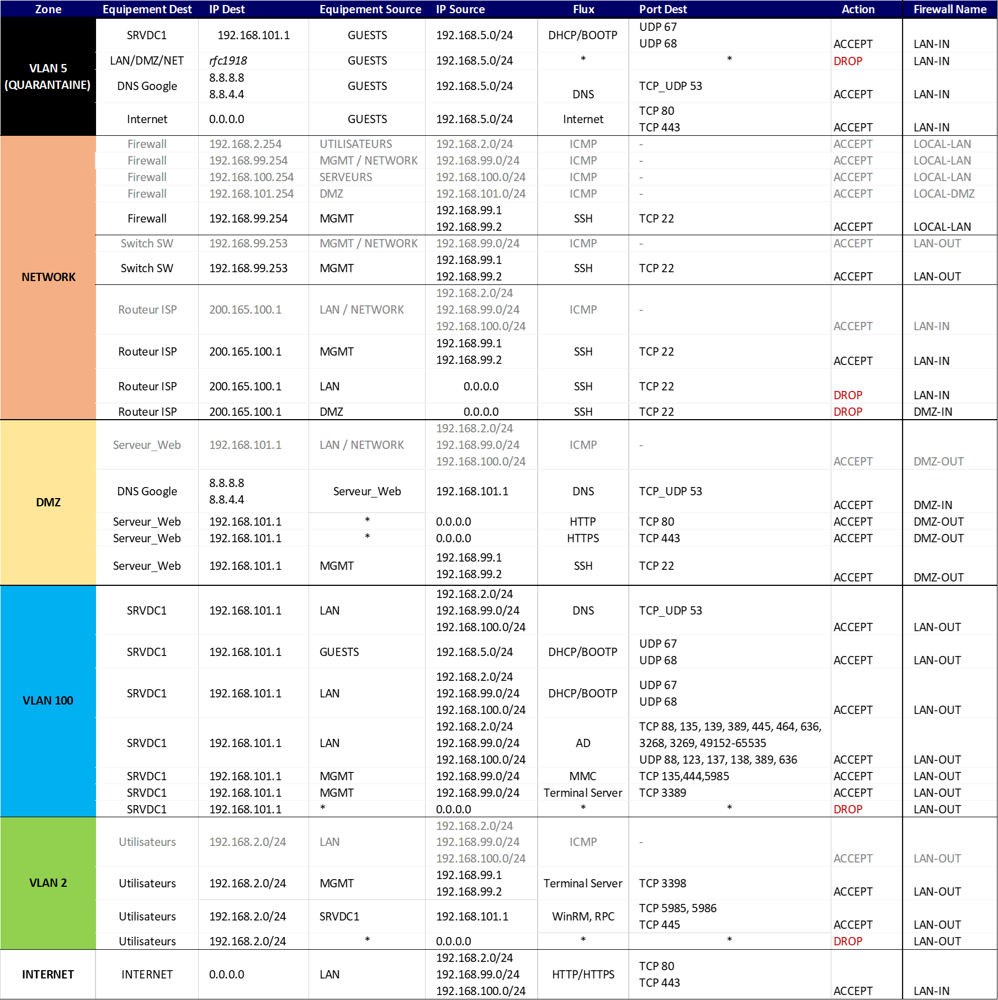 Zone Equipement Dest IP Dest Equipement Source IP Source Flux Port Dest Action Firewall Name
VLAN 5
(QUARANTAINE)
SRVDC1 192.168.101.1 GUESTS 192.168.5.0/24 DHCP/BOOTP UDP 67
UDP 68 ACCEPT LAN-IN
LAN/DMZ/NET rfc1918 GUESTS 192.168.5.0/24 * * DROP LAN-IN
DNS Google 8.8.8.8
8.8.4.4 GUESTS 192.168.5.0/24 DNS TCP_UDP 53 ACCEPT LAN-IN
Internet 0.0.0.0 GUESTS 192.168.5.0/24 Internet TCP 80
TCP 443 ACCEPT LAN-IN
NETWORK
Firewall 192.168.2.254 UTILISATEURS 192.168.2.0/24 ICMP - ACCEPT LOCAL-LAN
Firewall 192.168.99.254 MGMT / NETWORK 192.168.99.0/24 ICMP - ACCEPT LOCAL-LAN
Firewall 192.168.100.254 SERVEURS 192.168.100.0/24 ICMP - ACCEPT LOCAL-LAN
Firewall 192.168.101.254 DMZ 192.168.101.0/24 ICMP - ACCEPT LOCAL-DMZ
Firewall 192.168.99.254 MGMT 192.168.99.1
192.168.99.2 SSH TCP 22 ACCEPT LOCAL-LAN
Switch SW 192.168.99.253 MGMT / NETWORK 192.168.99.0/24 ICMP - ACCEPT LAN-OUT
Switch SW 192.168.99.253 MGMT 192.168.99.1
192.168.99.2 SSH TCP 22 ACCEPT LAN-OUT
Routeur ISP 200.165.100.1 LAN / NETWORK 192.168.2.0/24
192.168.99.0/24
192.168.100.0/24 ICMP - ACCEPT LAN-IN
Routeur ISP 200.165.100.1 MGMT 192.168.99.1
192.168.99.2 SSH TCP 22 ACCEPT LAN-IN
Routeur ISP 200.165.100.1 LAN 0.0.0.0 SSH TCP 22 DROP LAN-IN
Routeur ISP 200.165.100.1 DMZ 0.0.0.0 SSH TCP 22 DROP DMZ-IN
DMZ
Serveur_Web 192.168.101.1 LAN / NETWORK 192.168.2.0/24
192.168.99.0/24
192.168.100.0/24 ICMP - ACCEPT DMZ-OUT
DNS Google 8.8.8.8
8.8.4.4 Serveur_Web 192.168.101.1 DNS TCP_UDP 53 ACCEPT DMZ-IN
Serveur_Web 192.168.101.1 * 0.0.0.0 HTTP TCP 80 ACCEPT DMZ-OUT
Serveur_Web 192.168.101.1 * 0.0.0.0 HTTPS TCP 443 ACCEPT DMZ-OUT
Serveur_Web 192.168.101.1 MGMT 192.168.99.1
192.168.99.2 SSH TCP 22 ACCEPT DMZ-OUT
VLAN 100
SRVDC1 192.168.101.1 LAN 192.168.2.0/24
192.168.99.0/24
192.168.100.0/24 DNS TCP_UDP 53 ACCEPT LAN-OUT
SRVDC1 192.168.101.1 GUESTS 192.168.5.0/24 DHCP/BOOTP UDP 67
UDP 68 ACCEPT LAN-OUT
SRVDC1 192.168.101.1 LAN 192.168.2.0/24
192.168.99.0/24
192.168.100.0/24 DHCP/BOOTP UDP 67
UDP 68 ACCEPT LAN-OUT
SRVDC1 192.168.101.1 LAN 192.168.2.0/24
192.168.99.0/24
192.168.100.0/24 AD TCP 88, 135, 139, 389, 445, 464, 636,
3268, 3269, 49152-65535
UDP 88, 123, 137, 138, 389, 636 ACCEPT LAN-OUT
SRVDC1 192.168.101.1 MGMT 192.168.99.0/24 MMC TCP 135,444,5985 ACCEPT LAN-OUT
SRVDC1 192.168.101.1 MGMT 192.168.99.0/24 Terminal Server TCP 3389 ACCEPT LAN-OUT
SRVDC1 192.168.101.1 * 0.0.0.0 * * DROP LAN-OUT
VLAN 2
Utilisateurs 192.168.2.0/24 LAN 192.168.2.0/24
192.168.99.0/24
192.168.100.0/24 ICMP - ACCEPT LAN-OUT
Utilisateurs 192.168.2.0/24 MGMT 192.168.99.1
192.168.99.2 Terminal Server TCP 3398 ACCEPT LAN-OUT
Utilisateurs 192.168.2.0/24 SRVDC1 192.168.101.1 WinRM, RPC TCP 5985, 5986
TCP 445 ACCEPT LAN-OUT
Utilisateurs 192.168.2.0/24 * 0.0.0.0 * * DROP LAN-OUT
INTERNET
INTERNET 0.0.0.0 LAN 192.168.2.0/24
192.168.99.0/24
192.168.100.0/24 HTTP/HTTPS TCP 80
TCP 443 ACCEPT LAN-IN